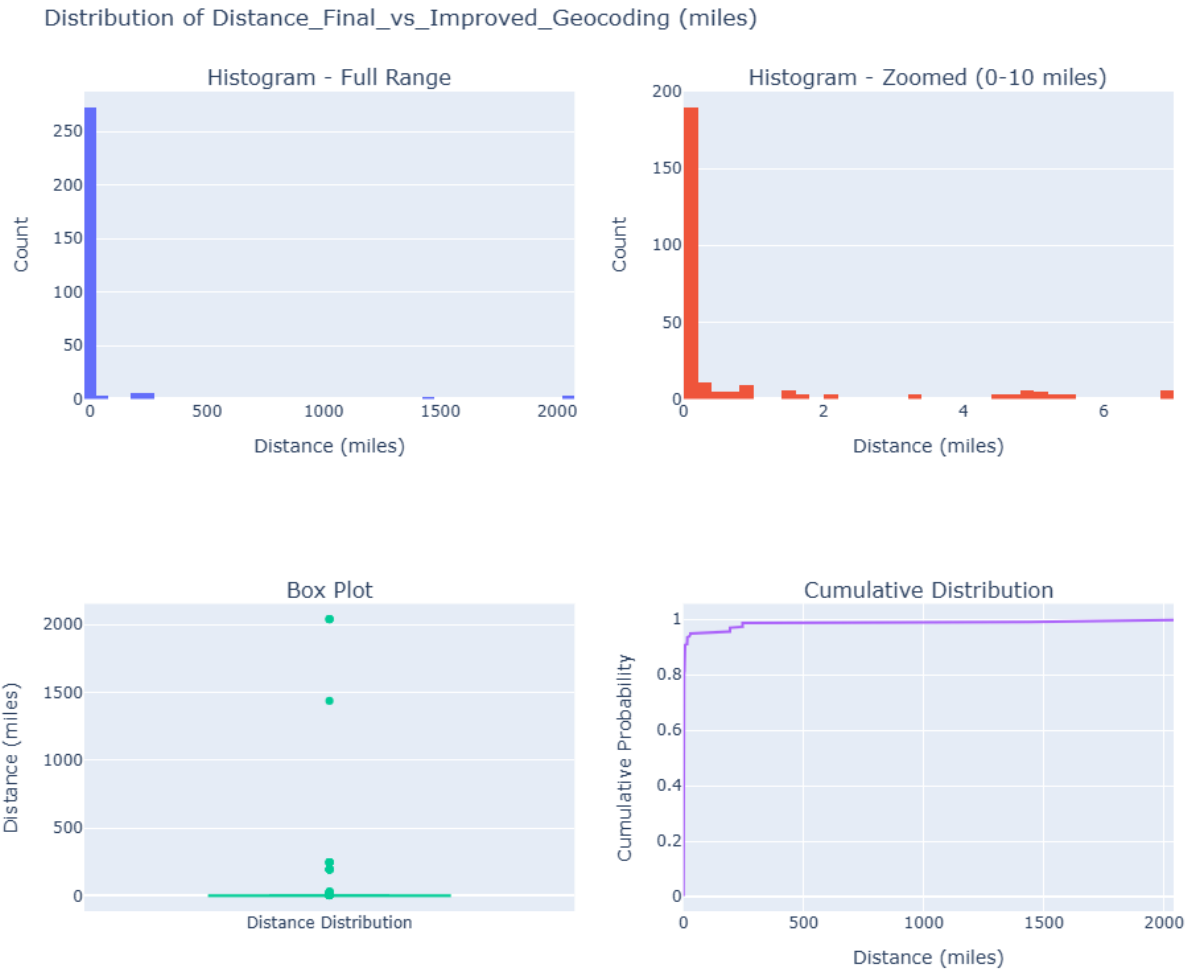 Distribution of Distance_Final_vs_Improved_Geocoding (miles)
Histogram - Full Range
Count
250
200
150
100
50
0
0 500 1000 1500 2000
Distance (miles)
Histogram - Zoomed (0-10 miles)
Count
200
150
100
50
0
0 2 4 6
Distance (miles)
Box Plot
Distance (miles)
2000
1500
1000
500
0
Distance Distribution
Cumulative Distribution
Cumulative Probability
1
0.8
0.6
0.4
0.2
0
0 500 1000 1500 2000
Distance (miles)